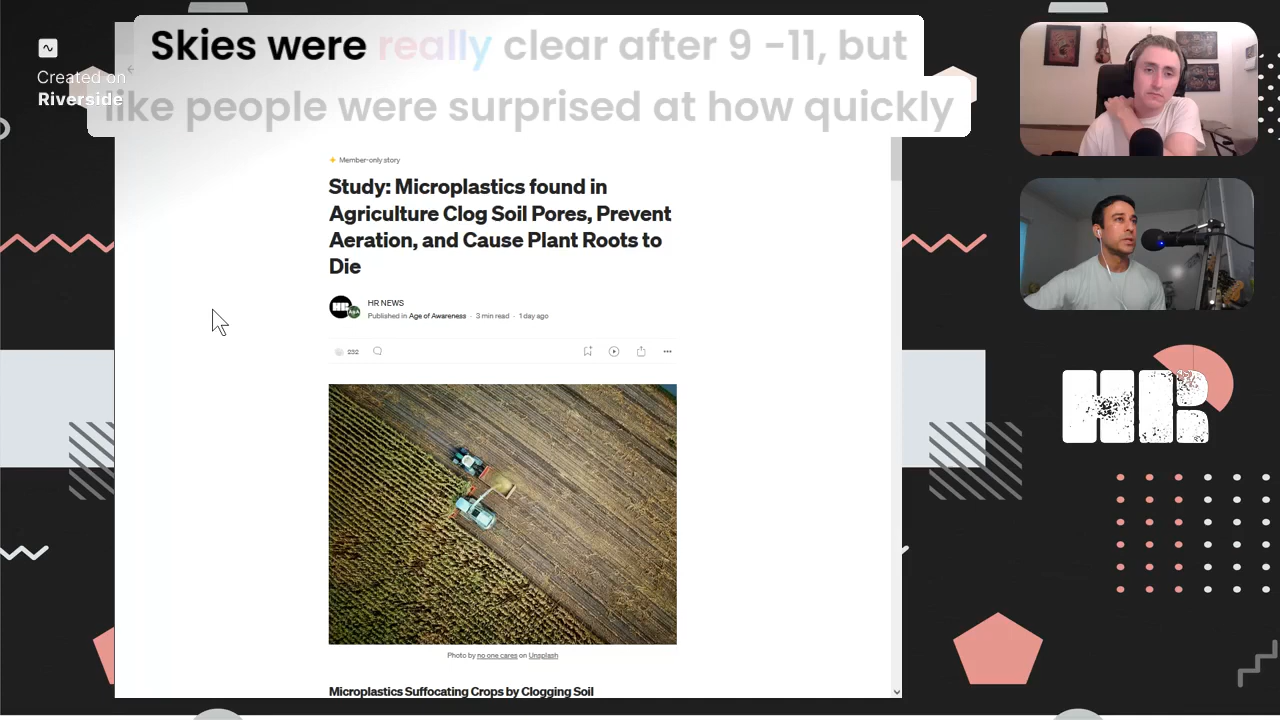 Skies were really clear after 9 -11, but
like people were surprised at how quickly
Created on
Riverside
Member-only story
Study: Microplastics found in
Agriculture Clog Soil Pores, Prevent
Aeration, and Cause Plant Roots to
Die
HR NEWS
Published in Age of Awareness · 3 min read · 1 day ago
232
Photo by no one cares on Unsplash
Microplastics Suffocating Crops by Clogging Soil
HR